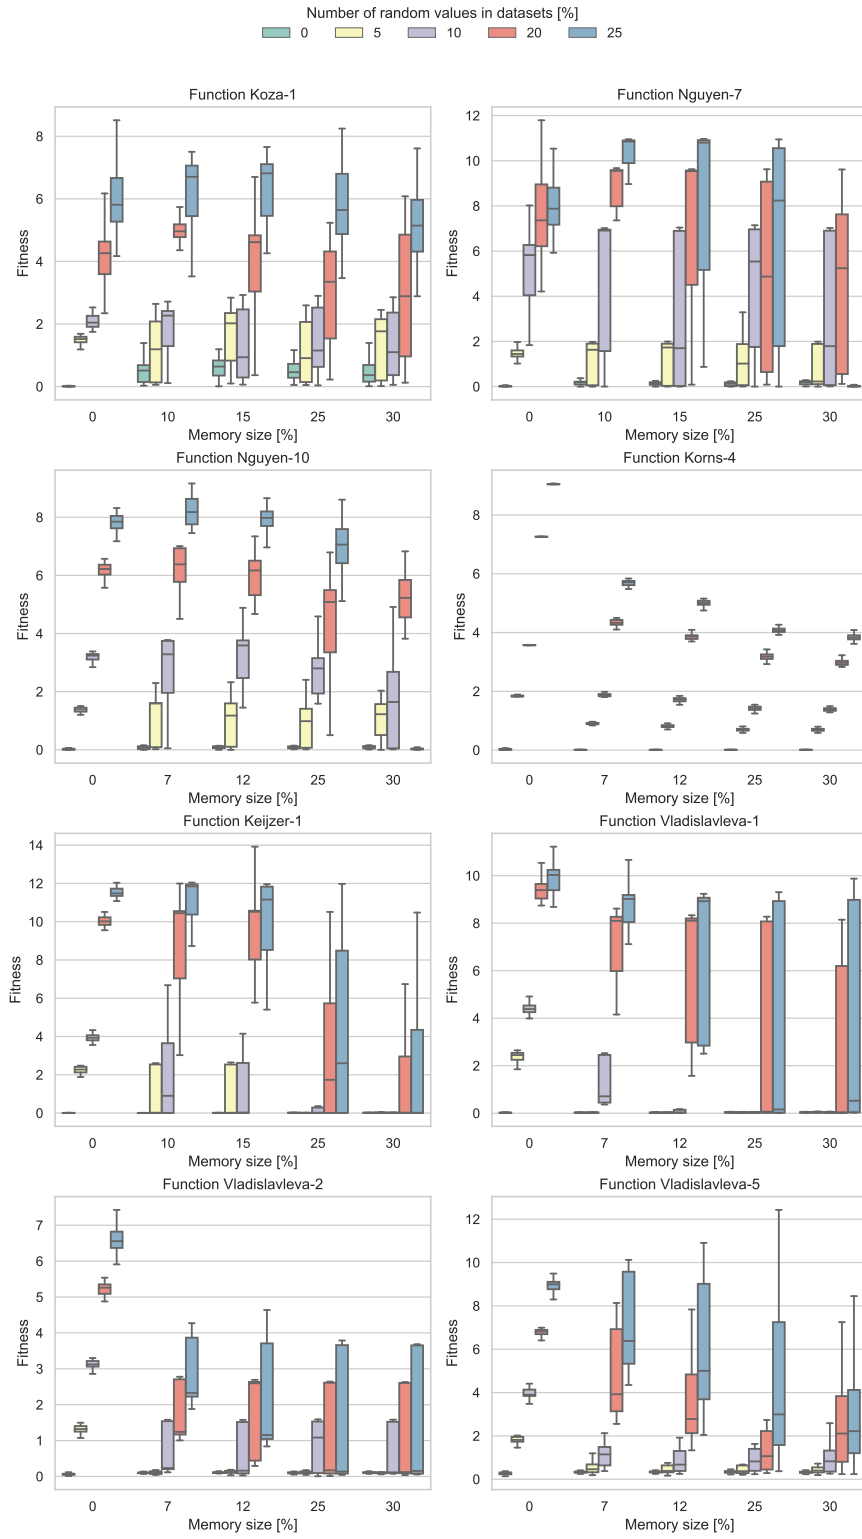 Number of random values in datasets [%]
0 5 10 20 25
Function Koza-1
Fitness
8
6
4
2
0
0 10 15 25 30
Memory size [%]
Function Nguyen-7
Fitness
12
10
8
6
4
2
0
0 10 15 25 30
Memory size [%]
Function Nguyen-10
Fitness
8
6
4
2
0
0 7 12 25 30
Memory size [%]
Function Korns-4
Fitness
8
6
4
2
0
0 7 12 25 30
Memory size [%]
Function Keijzer-1
Fitness
14
12
10
8
6
4
2
0
0 10 15 25 30
Memory size [%]
Function Vladislavleva-1
Fitness
10
8
6
4
2
0
0 7 12 25 30
Memory size [%]
Function Vladislavleva-2
Fitness
7
6
5
4
3
2
1
0
0 7 12 25 30
Memory size [%]
Function Vladislavleva-5
Fitness
12
10
8
6
4
2
0
0 7 12 25 30
Memory size [%]